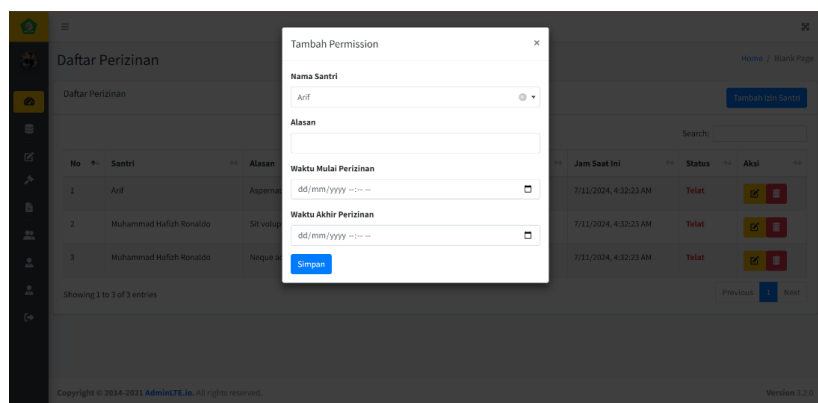 Tambah Permission ×
Daftar Perizinan
Home / Blank Page
Nama Santri
Daftar Perizinan
Arif
Tambah Izin Santri
Alasan
Search:
No Santri Alasan Jam Saat Ini Status Aksi
Waktu Mulai Perizinan
dd/mm/yyyy --:-- --
1 Arif 7/11/2024, 4:32:23 AM Telat
Waktu Akhir Perizinan
2 Muhammad Hafizh Ronaldo Sit 7/11/2024, 4:32:23 AM Telat
dd/mm/yyyy --:-- --
3 Muhammad Hafizh Ronaldo Neque 7/11/2024, 4:32:23 AM Telat
Simpan
Showing 1 to 3 of 3 entries
Previous 1 Next
Copyright © 2014-2021 AdminLTE.io. All rights reserved.
Version